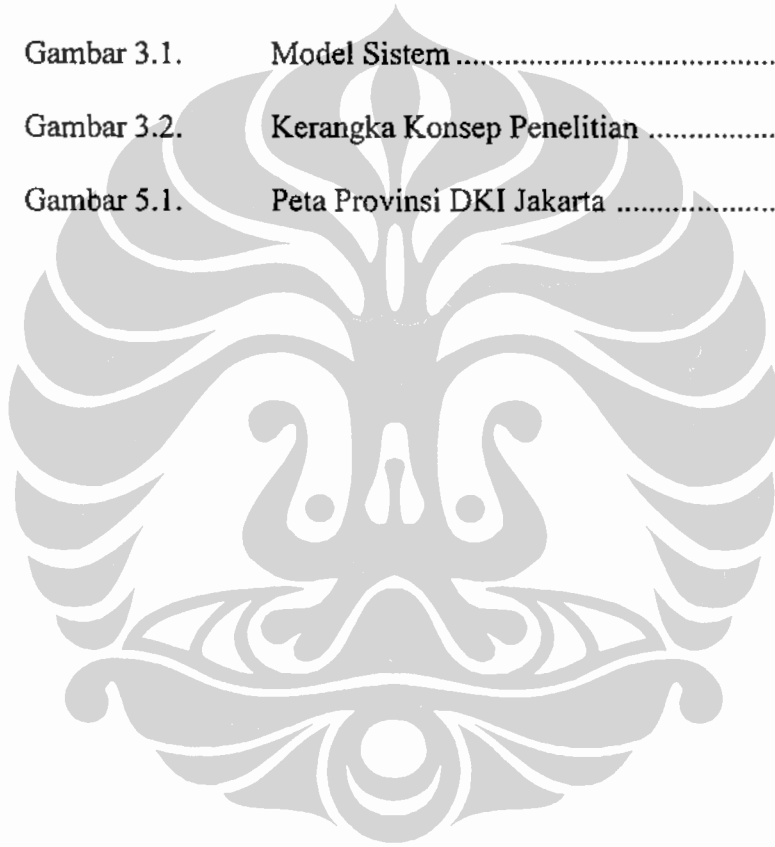 Gambar 3.1. Model Sistem ........................................
Gambar 3.2. Kerangka Konsep Penelitian ................
Gambar 5.1. Peta Provinsi DKI Jakarta ....................